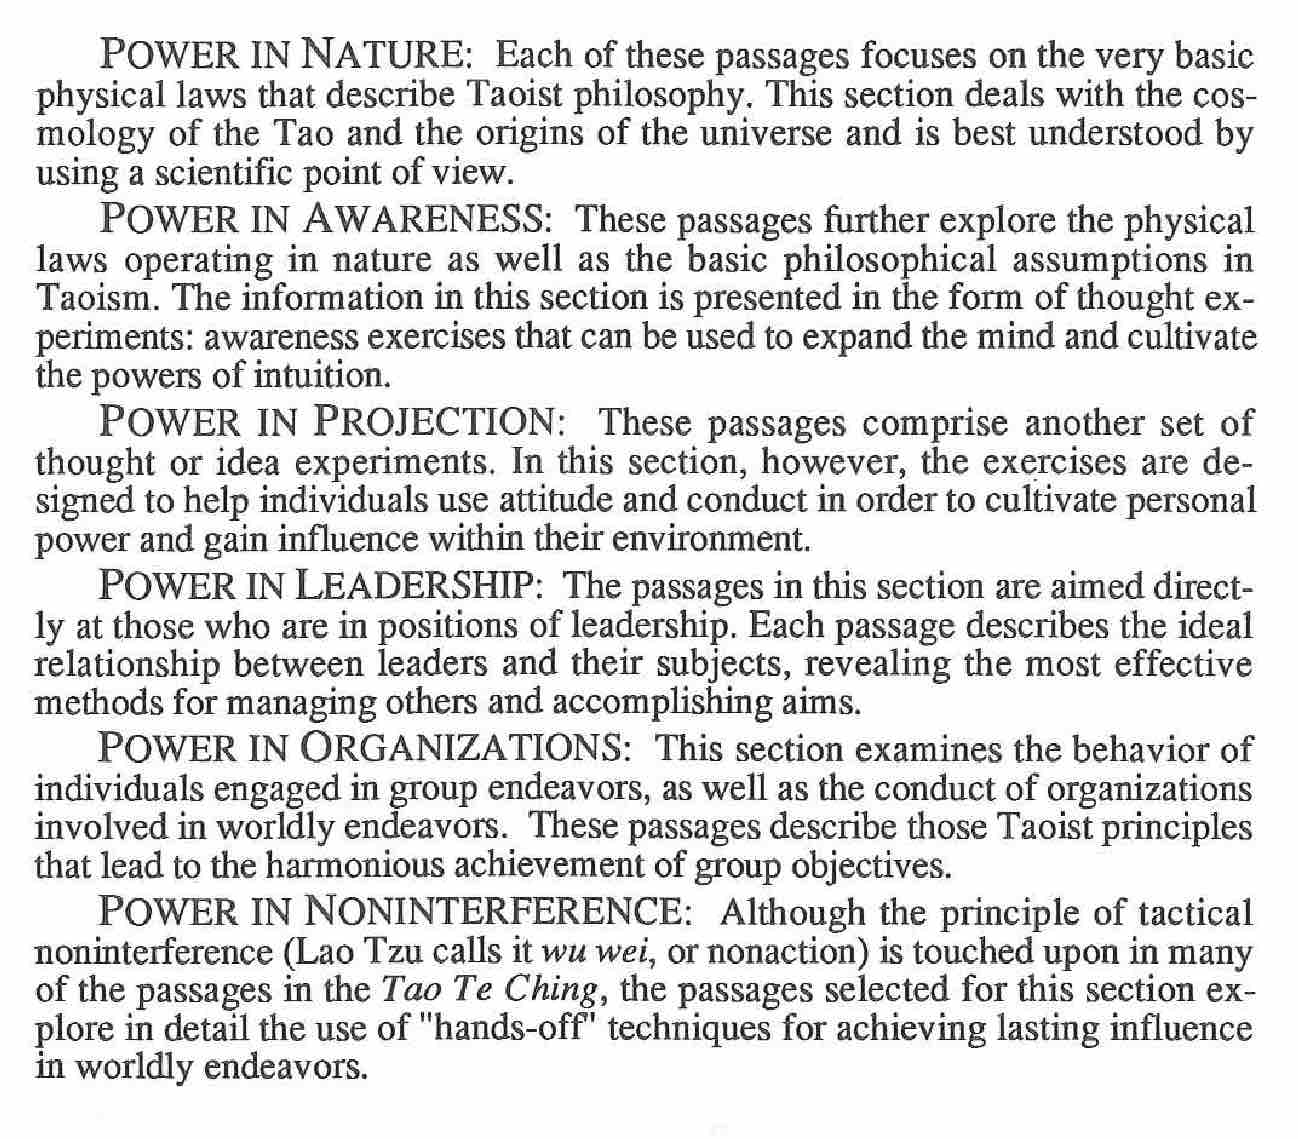 POWER IN NATURE: Each of these passages focuses on the very basic
physical laws that describe Taoist philosophy. This section deals with the cos-
mology of the Tao and the origins of the universe and is best understood by
using a scientific point of view.
POWER IN AWARENESS: These passages further explore the physical
laws operating in nature as well as the basic philosophical assumptions in
Taoism. The information in this section is presented in the form of thought ex-
periments: awareness exercises that can be used to expand the mind and cultivate
the powers of intuition.
POWER IN PROJECTION: These passages comprise another set of
thought or idea experiments. In this section, however, the exercises are de-
signed to help individuals use attitude and conduct in order to cultivate personal
power and gain influence within their environment.
POWER IN LEADERSHIP: The passages in this section are aimed direct-
ly at those who are in positions of leadership. Each passage describes the ideal
relationship between leaders and their subjects, revealing the most effective
methods for managing others and accomplishing aims.
POWER IN ORGANIZATIONS: This section examines the behavior of
individuals engaged in group endeavors, as well as the conduct of organizations
involved in worldly endeavors. These passages describe those Taoist principles
that lead to the harmonious achievement of group objectives.
POWER IN NONINTERFERENCE: Although the principle of tactical
noninterference (Lao Tzu calls it wu wei, or nonaction) is touched upon in many
of the passages in the Tao Te Ching, the passages selected for this section ex-
plore in detail the use of "hands-off" techniques for achieving lasting influence
in worldly endeavors.